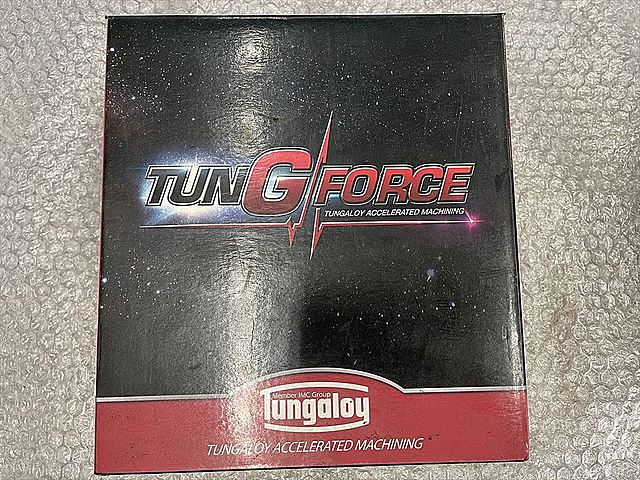 TUNGFORCE
TUNGALOY ACCELERATED MACHINING
Member IMC Group
Tungaloy
TUNGALOY ACCELERATED MACHINING